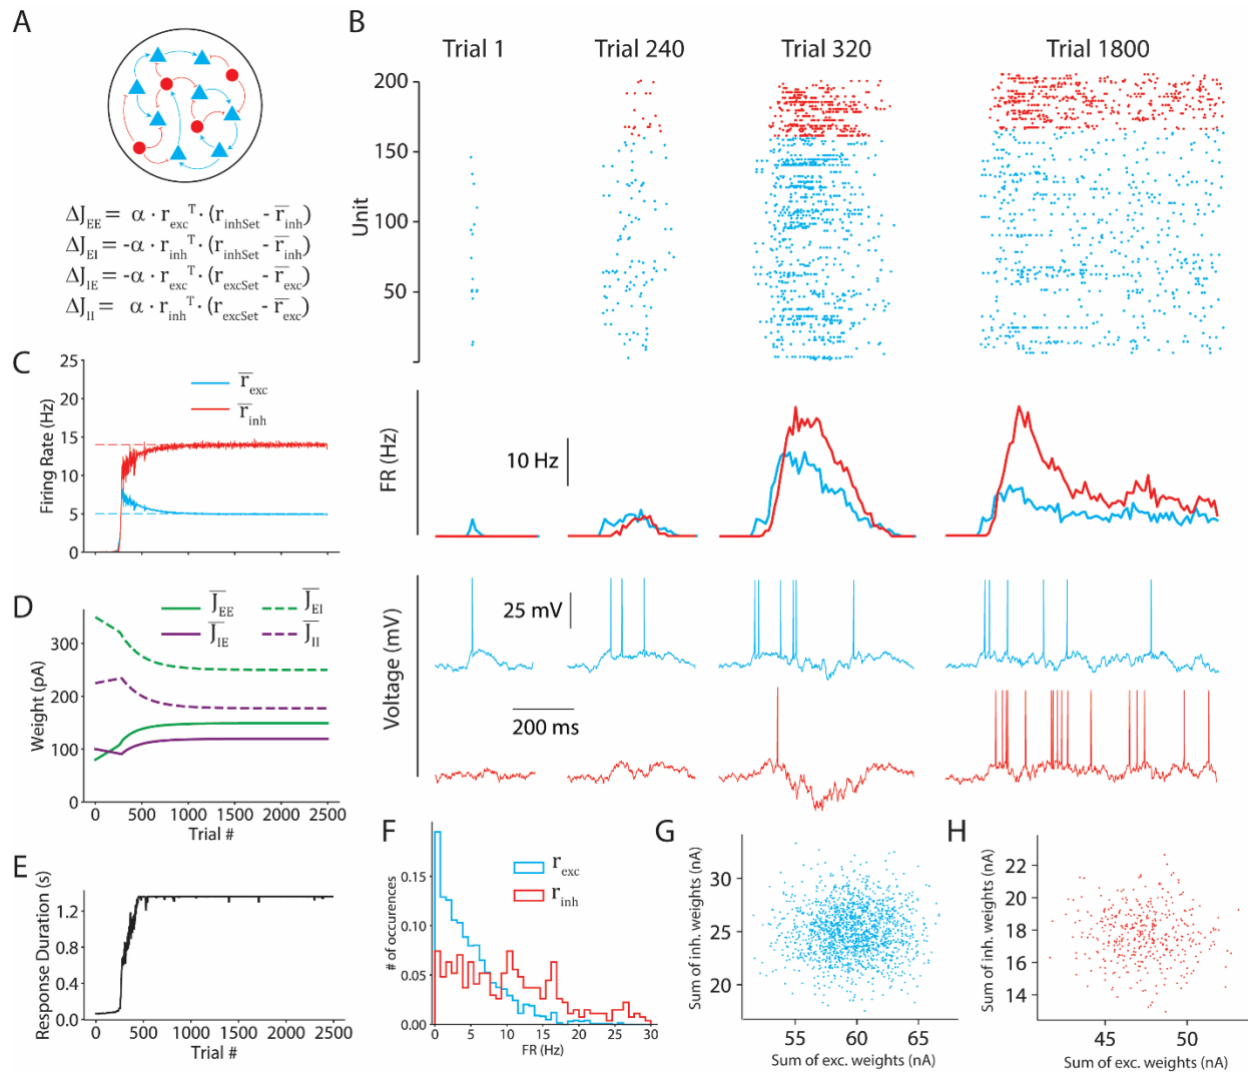 A
ΔJEE = α · rexcT · (rinhSet - r̅inh)
ΔJEI = -α · rinhT · (rinhSet - r̅inh)
ΔJIE = -α · rexcT · (rexcSet - r̅exc)
ΔJII = α · rinhT · (rexcSet - r̅exc)
B
Trial 1 Trial 240 Trial 320 Trial 1800
Unit
200
150
100
50
FR (Hz)
10 Hz
Voltage (mV)
25 mV
200 ms
C
Firing Rate (Hz)
25
20
15
10
5
0
r̅exc
r̅inh
D
Weight (pA)
300
200
100
0
J̅EE J̅EI
J̅IE J̅II
0 500 1000 1500 2000 2500
Trial #
E
Response Duration (s)
1.2
0.8
0.4
0.0
0 500 1000 1500 2000 2500
Trial #
F
# of occurences
0.15
0.10
0.05
0.00
rexc
rinh
0 5 10 15 20 25 30
FR (Hz)
G
Sum of inh. weights (nA)
30
25
20
55 60 65
Sum of exc. weights (nA)
H
Sum of inh. weights (nA)
22
20
18
16
14
45 50
Sum of exc. weights (nA)